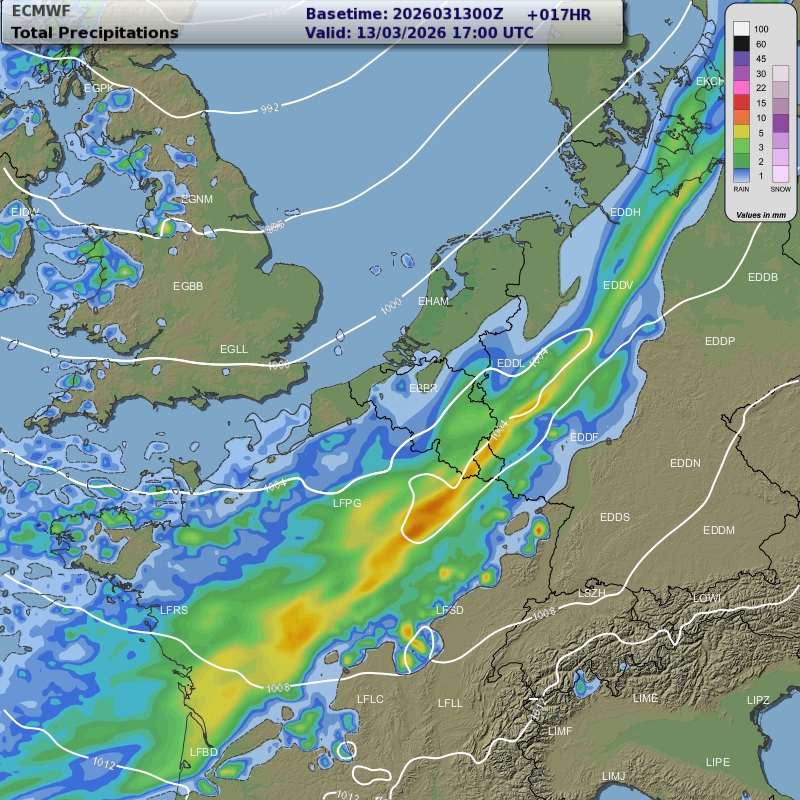 ECMWF
Basetime: 2026031300Z +017HR
Total Precipitations
Valid: 13/03/2026 17:00 UTC
100
60
45
30
22
15
10
5
3
2
1
RAIN SNOW
Values in mm
EGPK
992
EKCH
EGNM
EIDW
EDDH
996
EGBB
EDDV
EDDB
EHAM
1000
EGLL
1000
EDDL
1004
EDDP
EBBR
1004
EDDF
EDDN
1004
LFPG
EDDS
EDDM
LSZH
LOWI
LFRS
LFSD
1008
1008
LFLC
LFLL
LIME
LIPZ
1012
LIMF
LFBD
1012
LIPE
LIMJ
1012